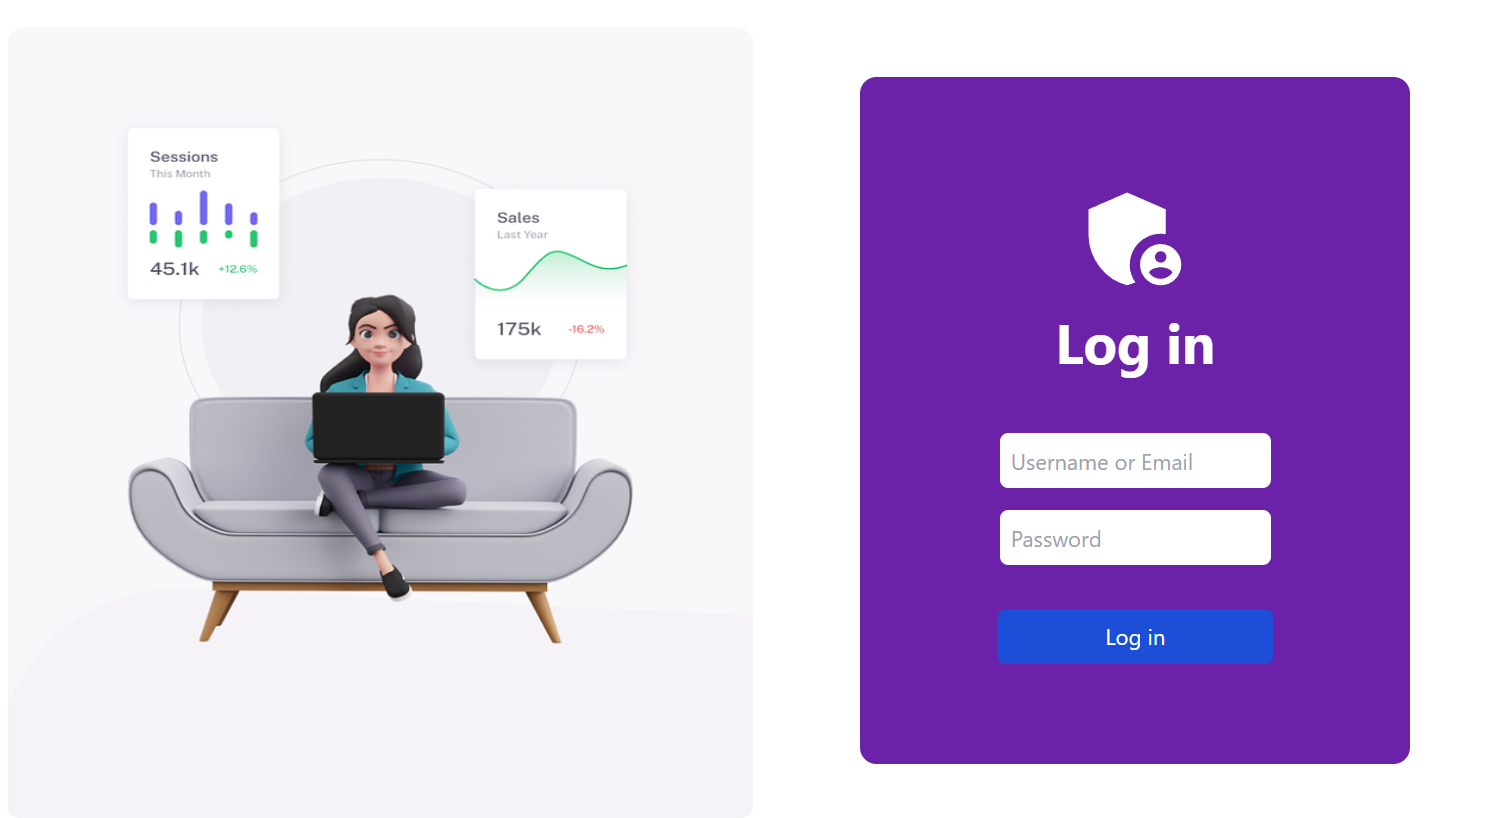 Sessions
This Month
45.1k +12.6%
Sales
Last Year
175k -16.2%
Log in
Username or Email
Password
Log in